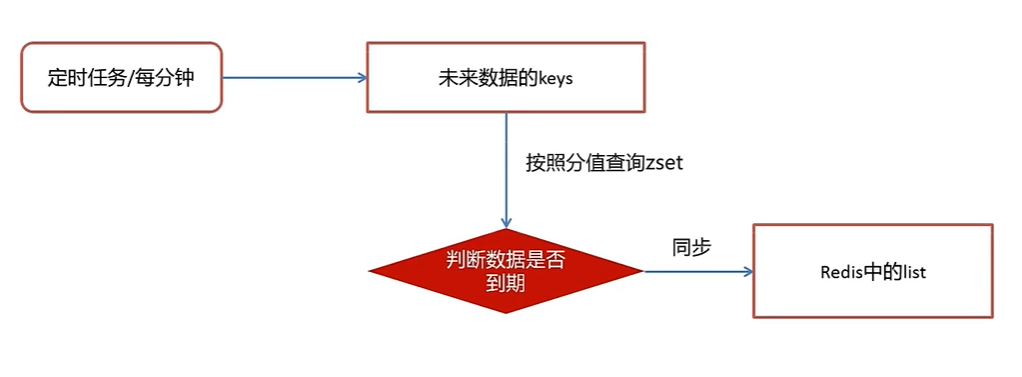 定时任务/每分钟
未来数据的keys
按照分值查询zset
判断数据是否
到期
同步
Redis中的list